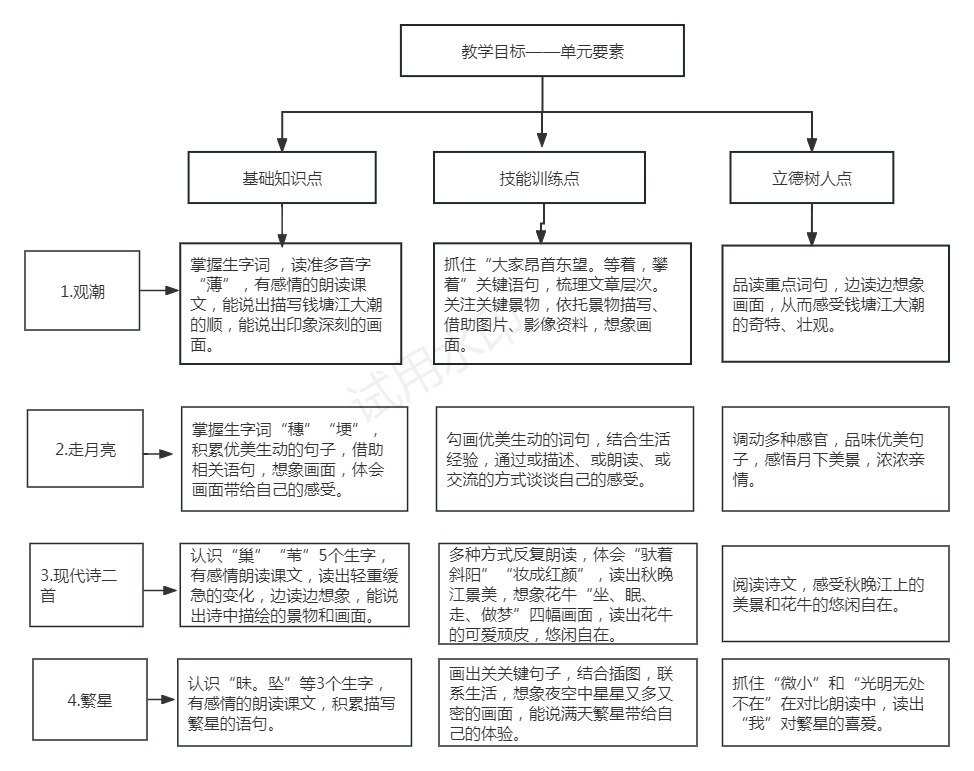 教学目标——单元要素
基础知识点
技能训练点
立德树人点
1.观潮
掌握生字词 ，读准多音字
“薄”，有感情的朗读课
文，能说出描写钱塘江大潮
的顺，能说出印象深刻的画
面。
抓住“大家昂首东望。等着，攀
着”关键语句，梳理文章层次。
关注关键景物，依托景物描写、
借助图片、影像资料，想象画
面。
品读重点词句，边读边想象
画面，从而感受钱塘江大潮
的奇特、壮观。
试用水印
2.走月亮
掌握生字词“穗”“埂”，
积累优美生动的句子，借助
相关语句，想象画面，体会
画面带给自己的感受。
勾画优美生动的词句，结合生活
经验，通过或描述、或朗读、或
交流的方式谈谈自己的感受。
调动多种感官，品味优美句
子，感悟月下美景，浓浓亲
情。
3.现代诗二
首
认识“巢”“苇”5个生字，
有感情朗读课文，读出轻重缓
急的变化，边读边想象，能说
出诗中描绘的景物和画面。
多种方式反复朗读，体会“驮着
斜阳”“妆成红颜”，读出秋晚
江景美，想象花牛“坐、眠、
走、做梦”四幅画面，读出花牛
的可爱顽皮，悠闲自在。
阅读诗文，感受秋晚江上的
美景和花牛的悠闲自在。
4.繁星
认识“昧。坠”等3个生字，
有感情的朗读课文，积累描写
繁星的语句。
画出关关键句子，结合插图，联
系生活，想象夜空中星星又多又
密的画面，能说满天繁星带给自
己的体验。
抓住“微小”和“光明无处
不在”在对比朗读中，读出
“我”对繁星的喜爱。